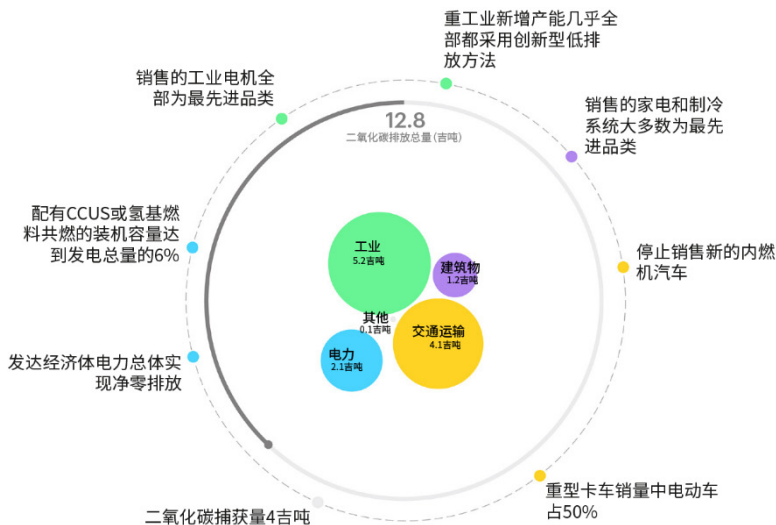 重工业新增产能几乎全
部都采用创新型低排
放方法
销售的工业电机全
部为最先进品类
销售的家电和制冷
系统大多数为最先
进品类
12.8
二氧化碳排放总量(吉吨)
配有CCUS或氢基燃
料共燃的装机容量达
到发电总量的6%
工业
5.2吉吨
建筑物
1.2吉吨
停止销售新的内燃
机汽车
其他
0.1吉吨
交通运输
4.1吉吨
电力
2.1吉吨
发达经济体电力总体实
现净零排放
重型卡车销量中电动车
占50%
二氧化碳捕获量4吉吨